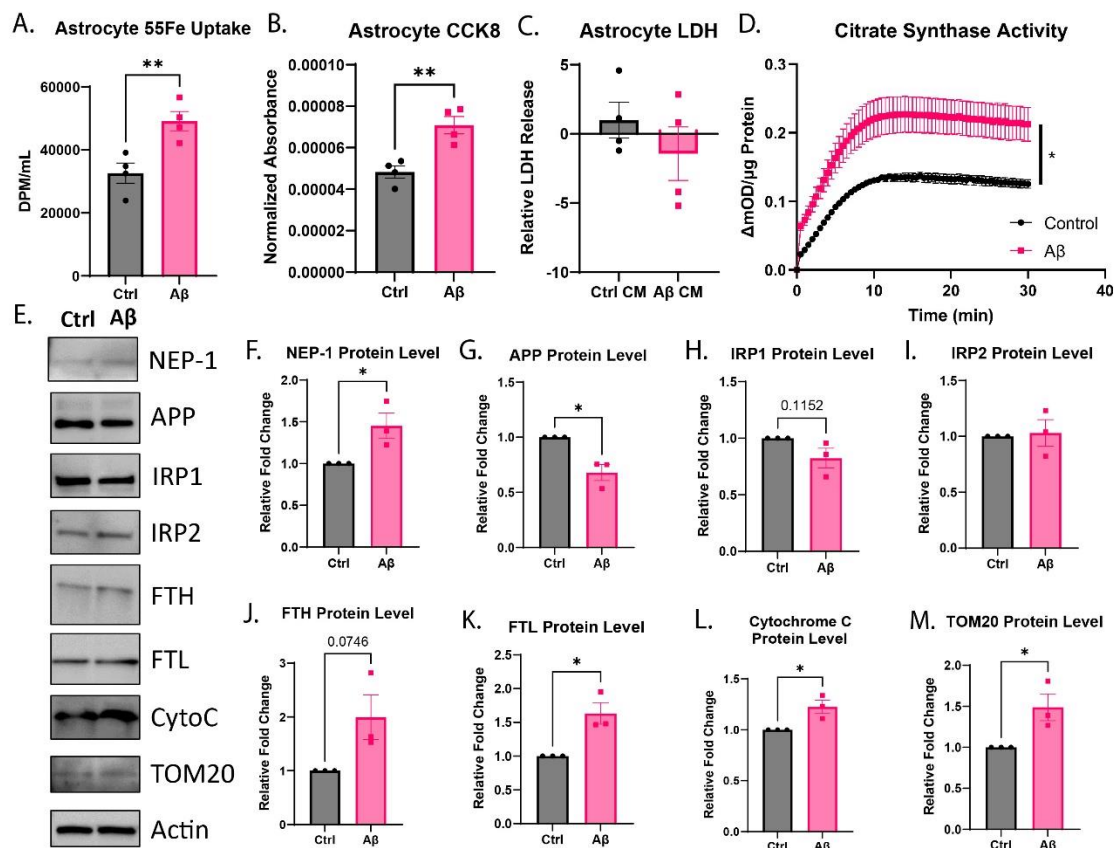 A. Astrocyte 55Fe Uptake
**
DPM/mL
60000
40000
20000
0
Ctrl Aβ
B. Astrocyte CCK8
**
Normalized Absorbance
0.00010
0.00008
0.00006
0.00004
0.00002
0.00000
Ctrl Aβ
C. Astrocyte LDH
Relative LDH Release
5
0
-5
-10
Ctrl CM Aβ CM
D. Citrate Synthase Activity
ΔmOD/µg Protein
0.3
0.2
0.1
0.0
*
Control
Aβ
0 10 20 30 40
Time (min)
E.
Ctrl Aβ
NEP-1
APP
IRP1
IRP2
FTH
FTL
CytoC
TOM20
Actin
F. NEP-1 Protein Level
*
Relative Fold Change
2.0
1.5
1.0
0.5
0.0
Ctrl Aβ
G. APP Protein Level
*
Relative Fold Change
1.5
1.0
0.5
0.0
Ctrl Aβ
H. IRP1 Protein Level
0.1152
Relative Fold Change
1.5
1.0
0.5
0.0
Ctrl Aβ
I. IRP2 Protein Level
Relative Fold Change
1.5
1.0
0.5
0.0
Ctrl Aβ
J. FTH Protein Level
0.0746
Relative Fold Change
3
2
1
0
Ctrl Aβ
K. FTL Protein Level
*
Relative Fold Change
2.5
2.0
1.5
1.0
0.5
0.0
Ctrl Aβ
L. Cytochrome C
Protein Level
*
Relative Fold Change
1.5
1.0
0.5
0.0
Ctrl Aβ
M. TOM20 Protein Level
*
Relative Fold Change
2.0
1.5
1.0
0.5
0.0
Ctrl Aβ